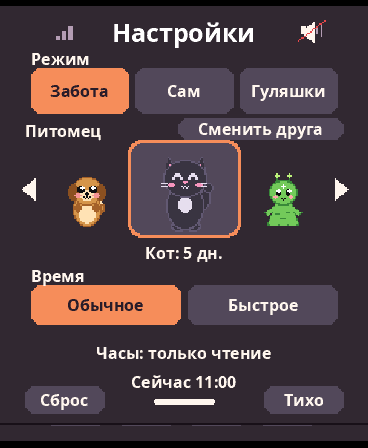 Настройки
Режим
Забота Сам Гуляшки
Питомец Сменить друга
Кот: 5 дн.
Время
Обычное Быстрое
Часы: только чтение
Сейчас 11:00
Сброс Тихо